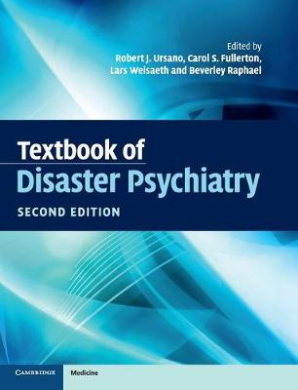 Edited by
Robert J. Ursano, Carol S. Fullerton,
Lars Weisaeth and Beverley Raphael
Textbook of
Disaster Psychiatry
SECOND EDITION
CAMBRIDGE Medicine